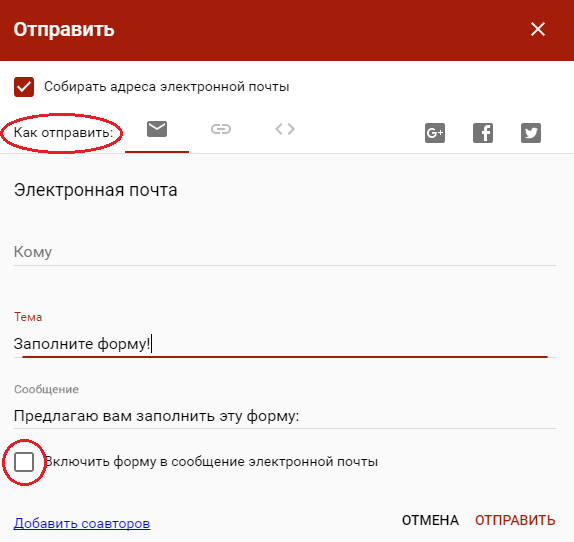 Отправить
Собирать адреса электронной почты
Как отправить:
Электронная почта
Кому
Тема
Заполните форму!
Сообщение
Предлагаю вам заполнить эту форму:
Включить форму в сообщение электронной почты
Добавить соавторов
ОТМЕНА ОТПРАВИТЬ